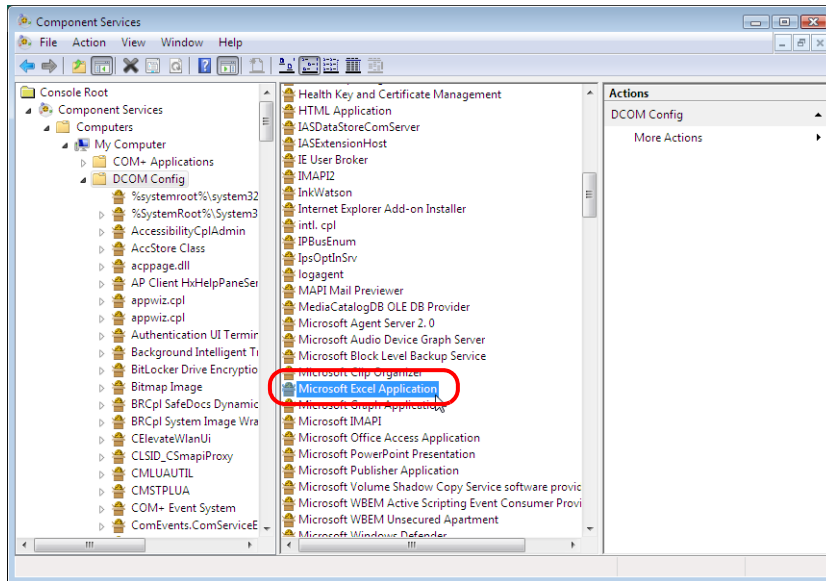 Component Services
File Action View Window Help
Console Root
Component Services
Computers
My Computer
COM+ Applications
DCOM Config
%systemroot%\system32
%SystemRoot%\System3
AccessibilityCplAdmin
AccStore Class
acppage.dll
AP Client HxHelpPaneSer
appwiz.cpl
appwiz.cpl
Authentication UI Termin
Background Intelligent Tr
BitLocker Drive Encryptio
Bitmap Image
BRCpl SafeDocs Dynamic
BRCpl System Image Wra
CElevateWlanUi
CLSID_CSmapiProxy
CMLUAUTIL
CMSTPLUA
COM+ Event System
ComEvents.ComServiceE
Health Key and Certificate Management
HTML Application
IASDataStoreComServer
IASExtensionHost
IE User Broker
IMAPI2
InkWatson
Internet Explorer Add-on Installer
intl. cpl
IPBusEnum
IpsOptInSrv
logagent
MAPI Mail Previewer
MediaCatalogDB OLE DB Provider
Microsoft Agent Server 2. 0
Microsoft Audio Device Graph Server
Microsoft Block Level Backup Service
Microsoft Clip Organizer
Microsoft Excel Application
Microsoft Graph Application
Microsoft IMAPI
Microsoft Office Access Application
Microsoft PowerPoint Presentation
Microsoft Publisher Application
Microsoft Volume Shadow Copy Service software provic
Microsoft WBEM Active Scripting Event Consumer Provi
Microsoft WBEM Unsecured Apartment
Microsoft Windows Defender
Actions
DCOM Config
More Actions